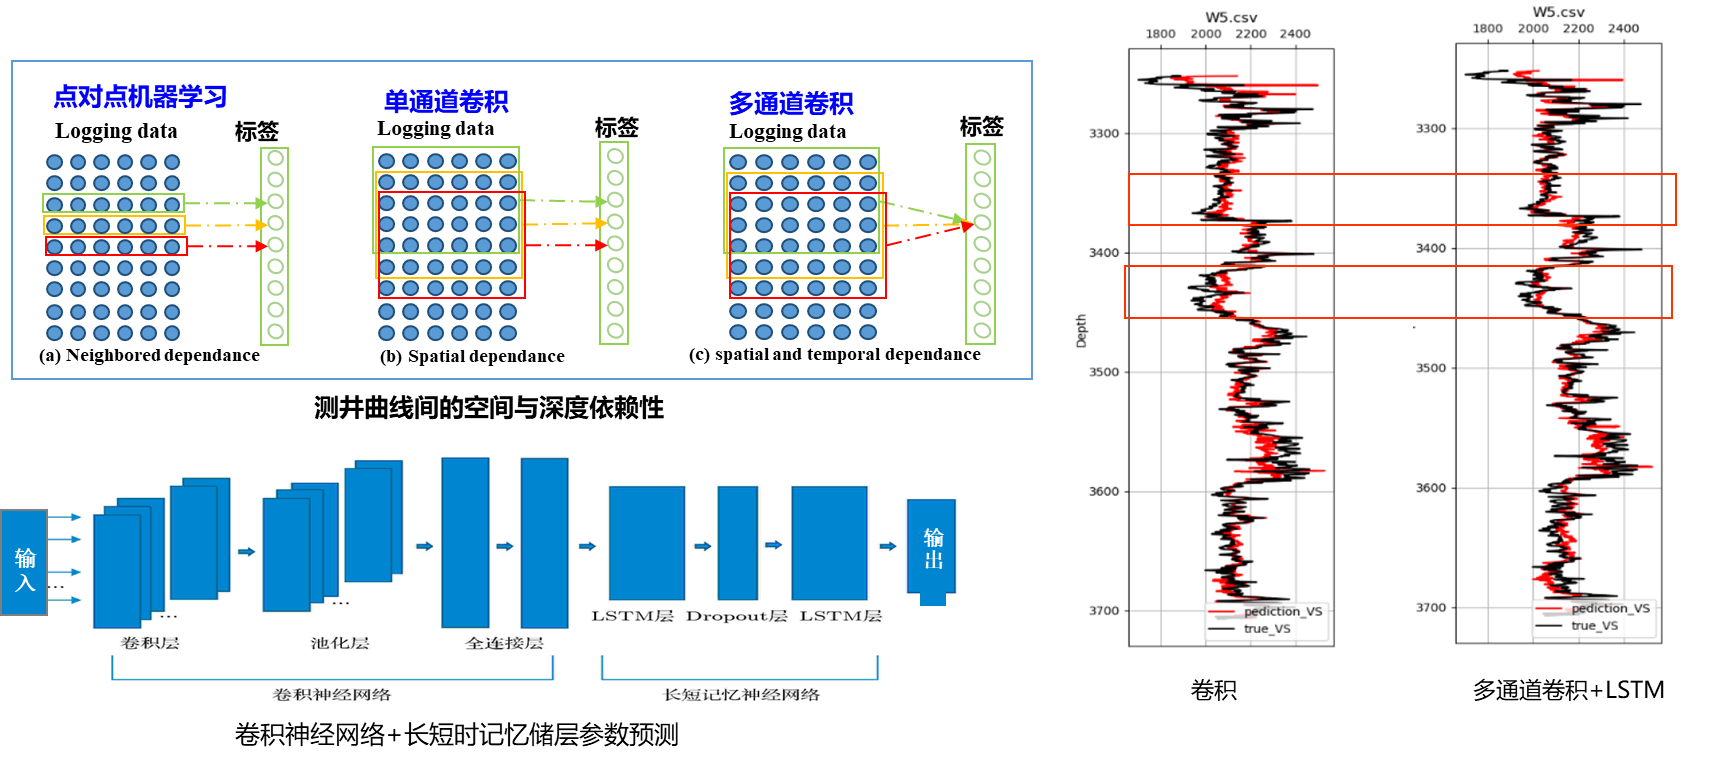 点对点机器学习
Logging data
标签
(a) Neighbored dependance
单通道卷积
Logging data
标签
(b) Spatial dependance
多通道卷积
Logging data
标签
(c) spatial and temporal dependance
测井曲线间的空间与深度依赖性
输入
...
...
卷积层
...
池化层
全连接层
LSTM层
Dropout层
LSTM层
输出
卷积神经网络
长短记忆神经网络
卷积神经网络+长短时记忆储层参数预测
W5.csv
1800 2000 2200 2400
3300
3400
3500
3600
3700
Depth
pediction_VS
true_VS
卷积
W5.csv
1800 2000 2200 2400
3300
3400
3500
3600
3700
pediction_VS
true_VS
多通道卷积+LSTM